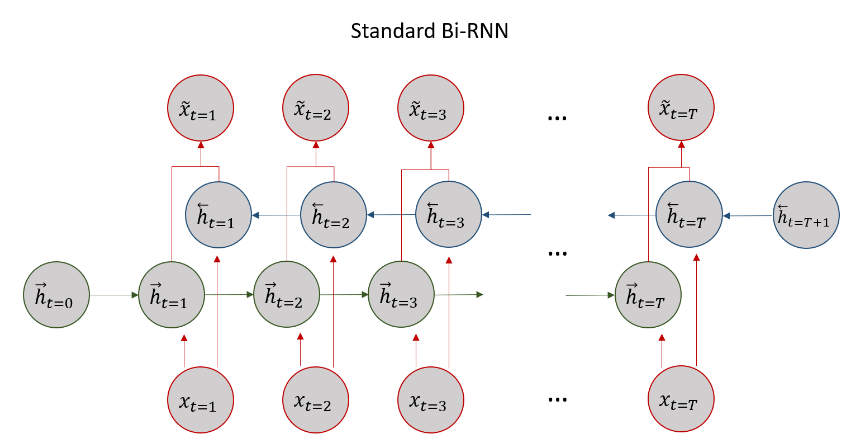 Standard Bi-RNN
x̃ₜ₌₁ x̃ₜ₌₂ x̃ₜ₌₃ ... x̃ₜ₌T
h⃖ₜ₌₁ h⃖ₜ₌₂ h⃖ₜ₌₃ h⃖ₜ₌T h⃖ₜ₌T₊₁
...
h⃗ₜ₌₀ h⃗ₜ₌₁ h⃗ₜ₌₂ h⃗ₜ₌₃ h⃗ₜ₌T
xₜ₌₁ xₜ₌₂ xₜ₌₃ ... xₜ₌T